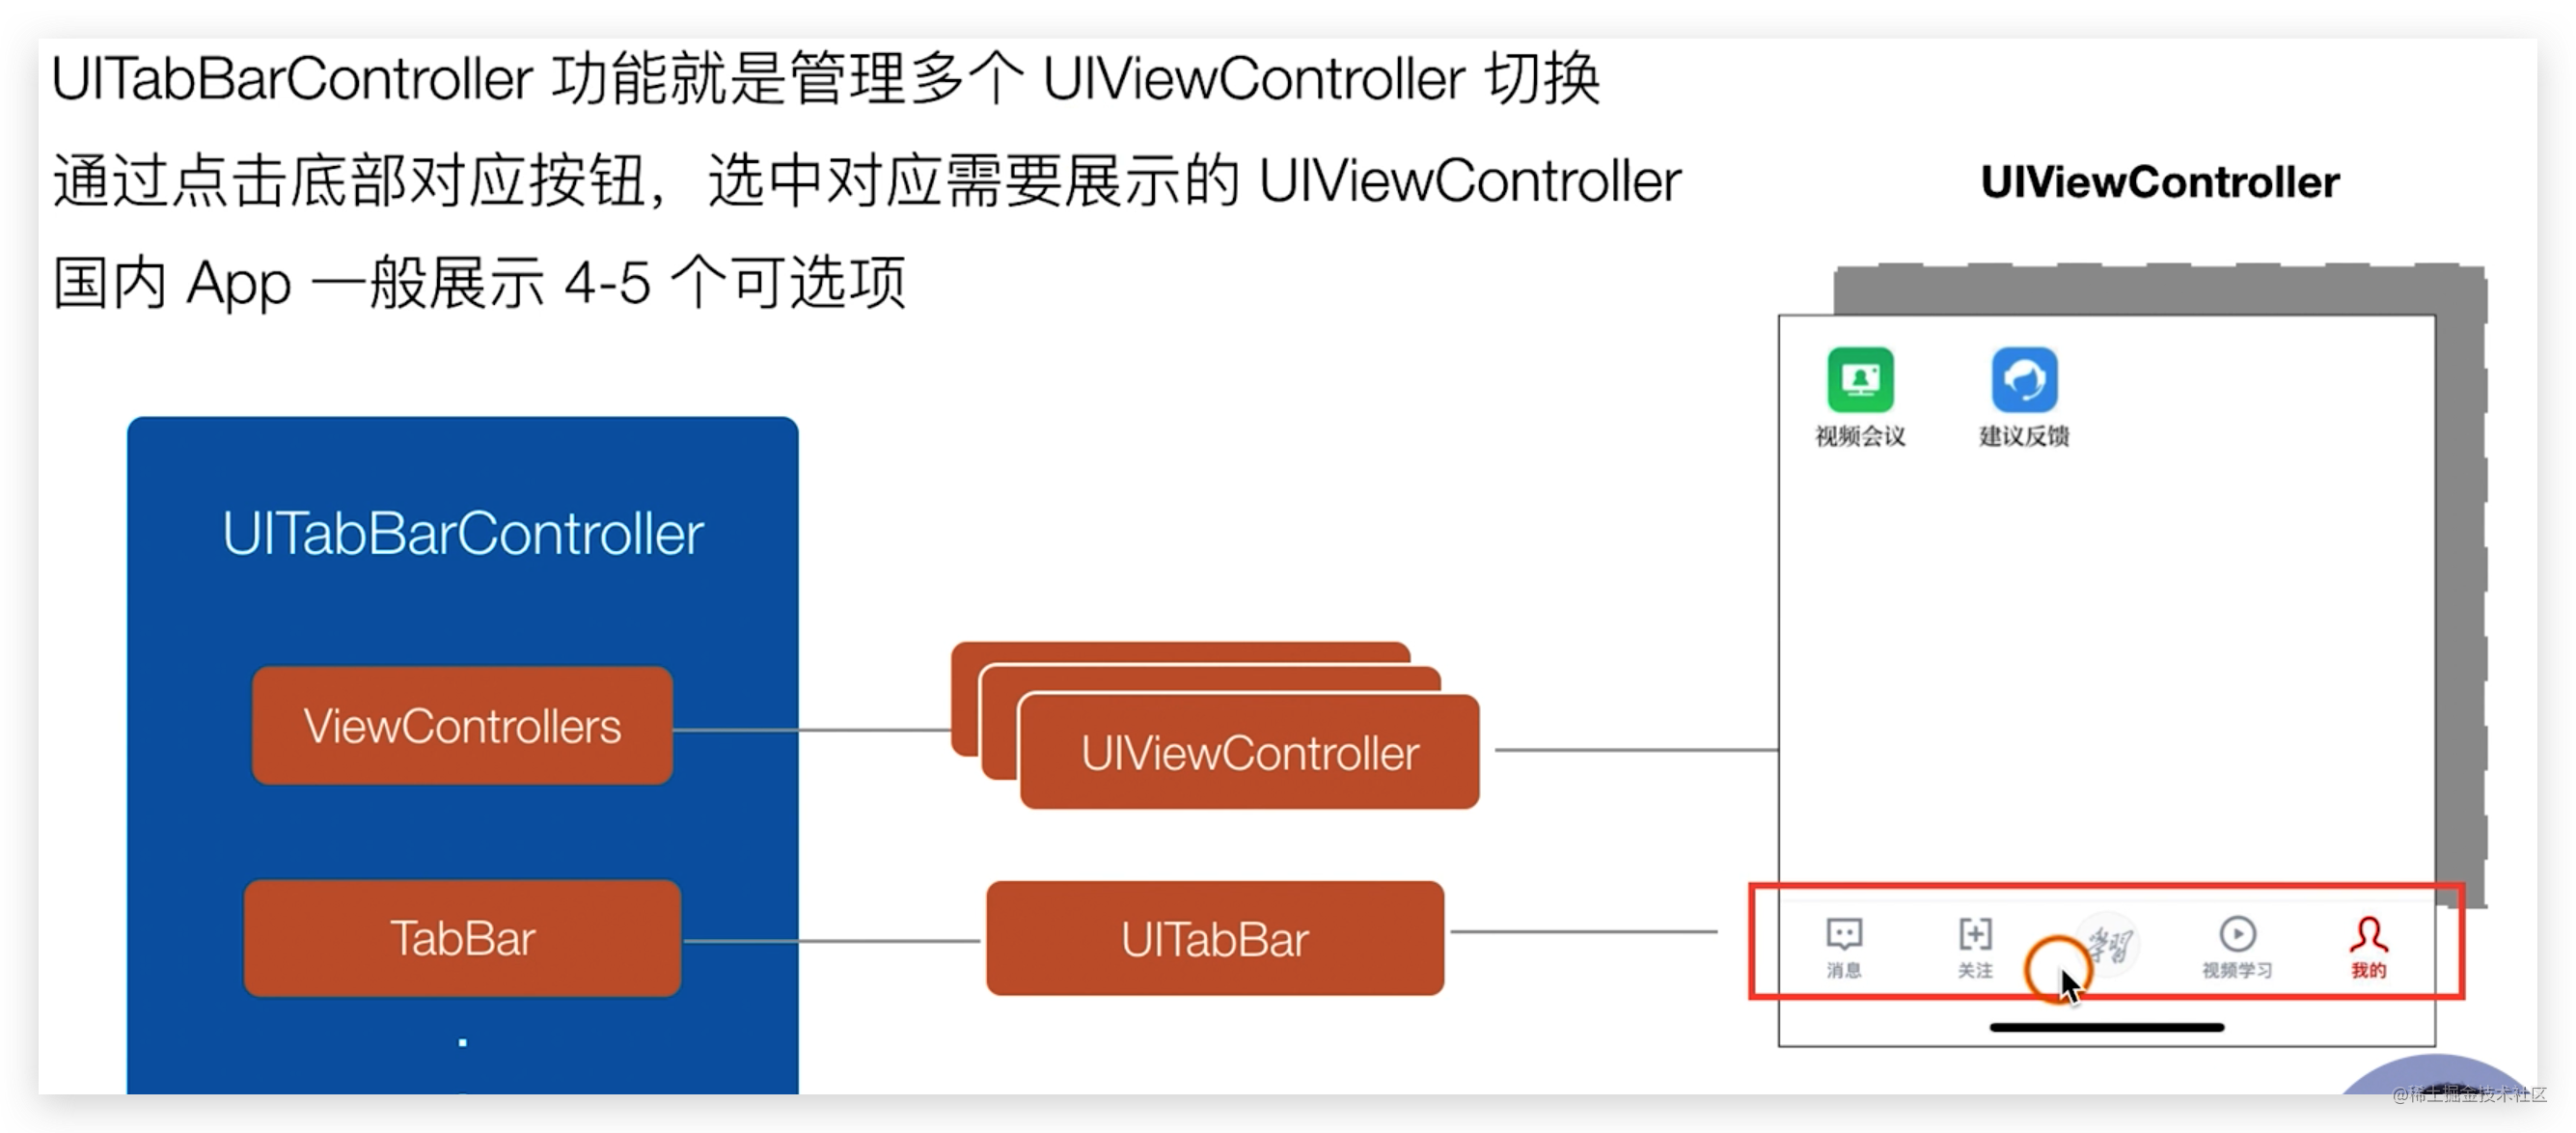 UITabBarController 功能就是管理多个 UIViewController 切换
通过点击底部对应按钮，选中对应需要展示的 UIViewController
国内 App 一般展示 4-5 个可选项
UIViewController
视频会议
建议反馈
UITabBarController
ViewControllers
UIViewController
TabBar
UITabBar
消息
关注
学習
视频学习
我的
@稀土掘金技术社区